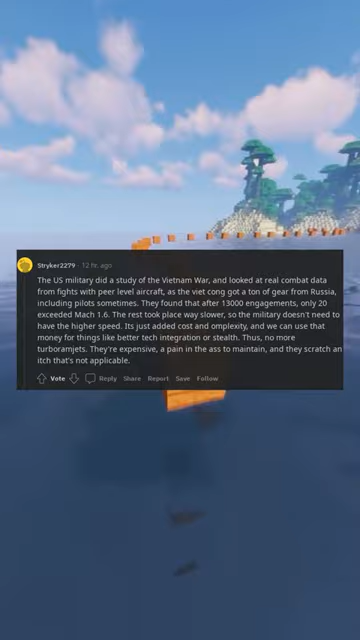 Stryker2279 · 12 hr. ago
The US military did a study of the Vietnam War, and looked at real combat data
from fights with peer level aircraft, as the viet cong got a ton of gear from Russia,
including pilots sometimes. They found that after 13000 engagements, only 20
exceeded Mach 1.6. The rest took place way slower, so the military doesn't need to
have the higher speed. Its just added cost and omplexity, and we can use that
money for things like better tech integration or stealth. Thus, no more
turboramjets. They're expensive, a pain in the ass to maintain, and they scratch an
itch that's not applicable.
Vote Reply Share Report Save Follow